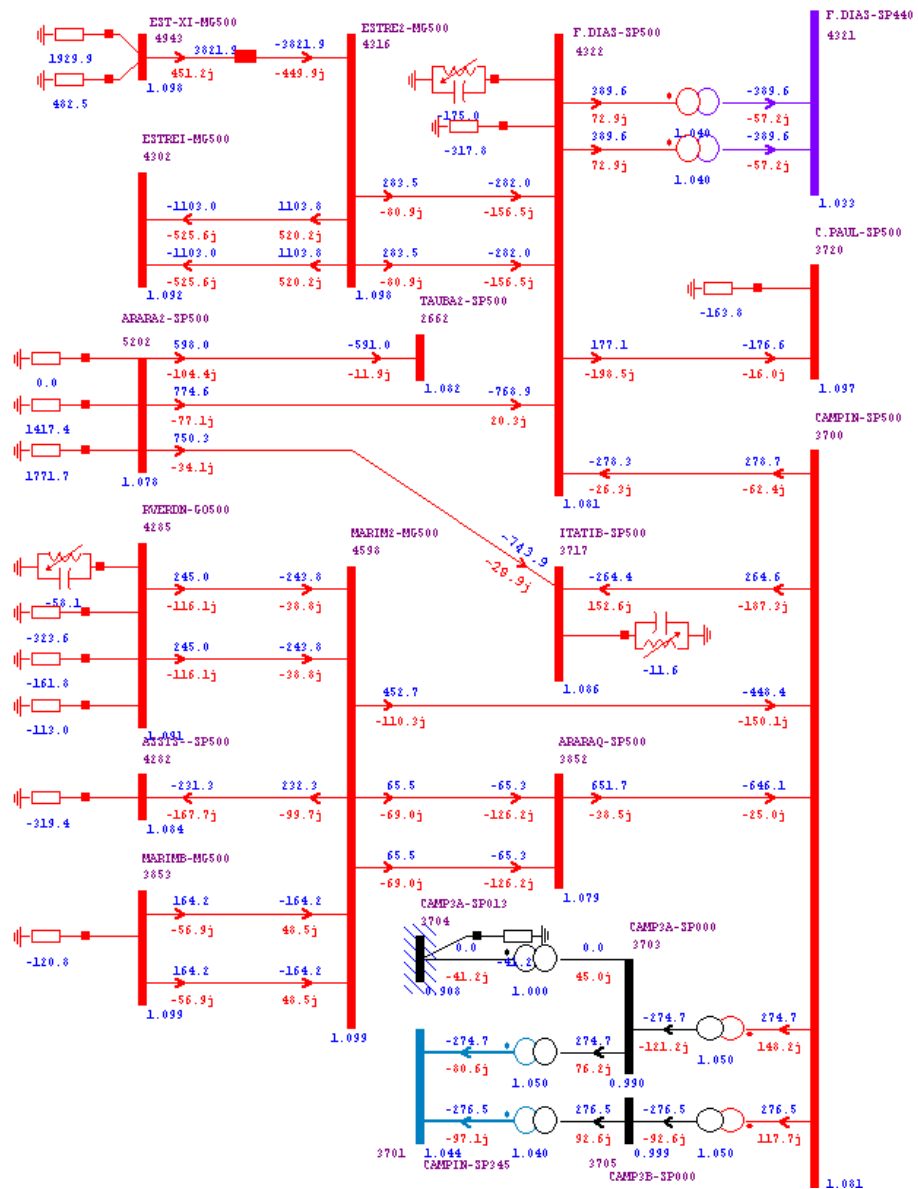 EST-XI-MG500
4943
1929.9
3821.9
451.2j
482.5
1.098
ESTRE2-MG500
4316
-3821.9
-449.9j
F.DIAS-SP500
4322
-175.0
-317.8
F.DIAS-SP440
4321
389.6
72.9j
1.040
-389.6
-57.2j
389.6
72.9j
1.040
-389.6
-57.2j
1.033
ESTREI-MG500
4302
-1103.0
-525.6j
1103.8
520.2j
-1103.0
-525.6j
1103.8
520.2j
1.092
283.5
-80.9j
-282.0
-156.5j
283.5
-80.9j
-282.0
-156.5j
1.098
C.PAUL-SP500
3720
-163.8
177.1
-198.5j
-176.6
-16.0j
1.097
ARARA2-SP500
5202
0.0
1417.4
1771.7
598.0
-104.4j
774.6
-77.1j
750.3
-34.1j
1.078
TAUBA2-SP500
2662
-591.0
-11.9j
1.082
-768.9
20.3j
CAMPIN-SP500
3700
-278.3
-26.3j
278.7
-62.4j
1.081
RVERDN-GO500
4285
-58.1
-323.6
-161.8
-113.0
245.0
-116.1j
-243.8
-38.8j
245.0
-116.1j
-243.8
-38.8j
1.091
MARIM2-MG500
4598
ITATIB-SP500
3717
-743.9
-28.9j
-264.4
152.6j
264.6
-187.3j
-11.6
1.086
452.7
-110.3j
-448.4
-150.1j
ASSIS--SP500
4282
-319.4
-231.3
-167.7j
232.3
-99.7j
1.084
ARARAQ-SP500
3852
65.5
-69.0j
-65.3
-126.2j
651.7
-38.5j
-646.1
-25.0j
65.5
-69.0j
-65.3
-126.2j
1.079
MARIMB-MG500
3853
-120.8
164.2
-56.9j
-164.2
48.5j
164.2
-56.9j
-164.2
48.5j
1.099
1.099
CAMP3A-SP013
3704
0.0
-41.2j
-41.2
0.908
1.000
0.0
45.0j
CAMP3A-SP000
3703
-274.7
-121.2j
1.050
274.7
148.2j
-274.7
-80.6j
1.050
274.7
76.2j
0.990
-276.5
-97.1j
1.040
276.5
92.6j
-276.5
-92.6j
1.050
276.5
117.7j
3701
1.044
CAMPIN-SP345
0.999
3705
CAMP3B-SP000
1.081